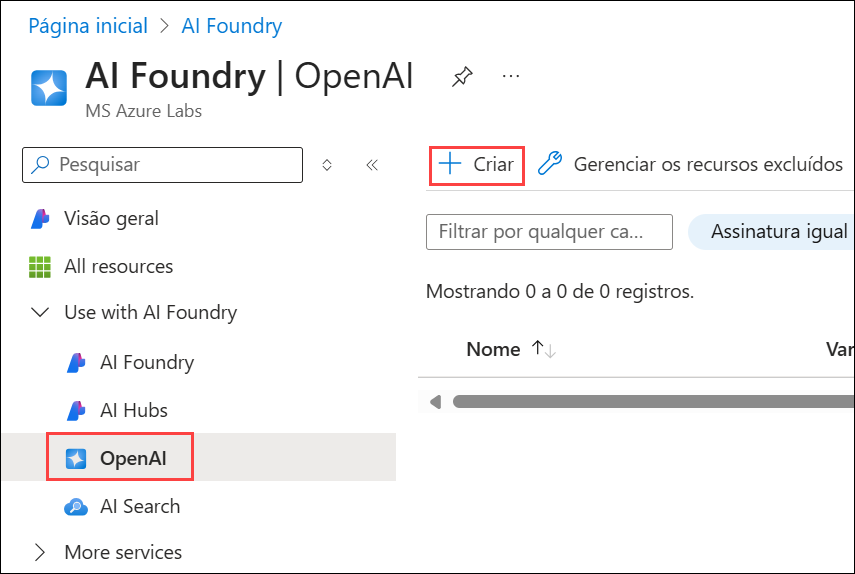 Página inicial > AI Foundry
AI Foundry | OpenAI
MS Azure Labs
Pesquisar
Visão geral
All resources
Use with AI Foundry
AI Foundry
AI Hubs
OpenAI
AI Search
More services
Criar
Gerenciar os recursos excluídos
Filtrar por qualquer ca...
Assinatura igual
Mostrando 0 a 0 de 0 registros.
Nome